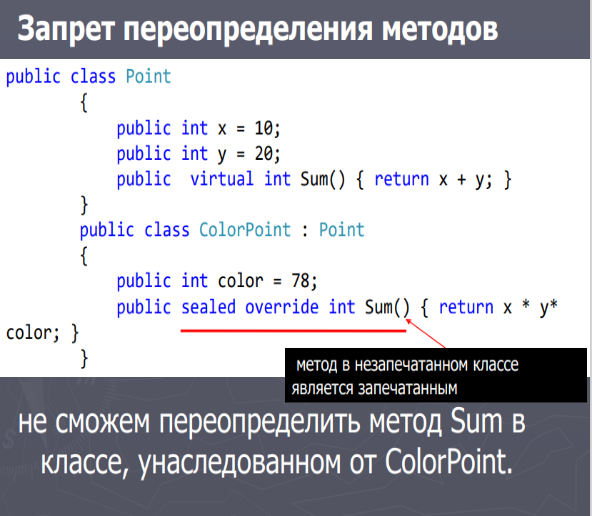 Запрет переопределения методов
public class Point
{
public int x = 10;
public int y = 20;
public  virtual int Sum() { return x + y; }
}
public class ColorPoint : Point
{
public int color = 78;
public sealed override int Sum() { return x * y*
color; }
}
метод в незапечатанном классе
является запечатанным
не сможем переопределить метод Sum в
классе, унаследованном от ColorPoint.